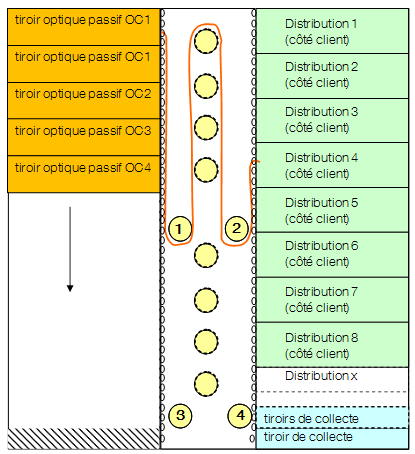 tiroir optique passif OC1
tiroir optique passif OC1
tiroir optique passif OC2
tiroir optique passif OC3
tiroir optique passif OC4
1
2
3
4
Distribution 1
(côté client)
Distribution 2
(côté client)
Distribution 3
(côté client)
Distribution 4
(côté client)
Distribution 5
(côté client)
Distribution 6
(côté client)
Distribution 7
(côté client)
Distribution 8
(côté client)
Distribution x
tiroirs de collecte
tiroir de collecte